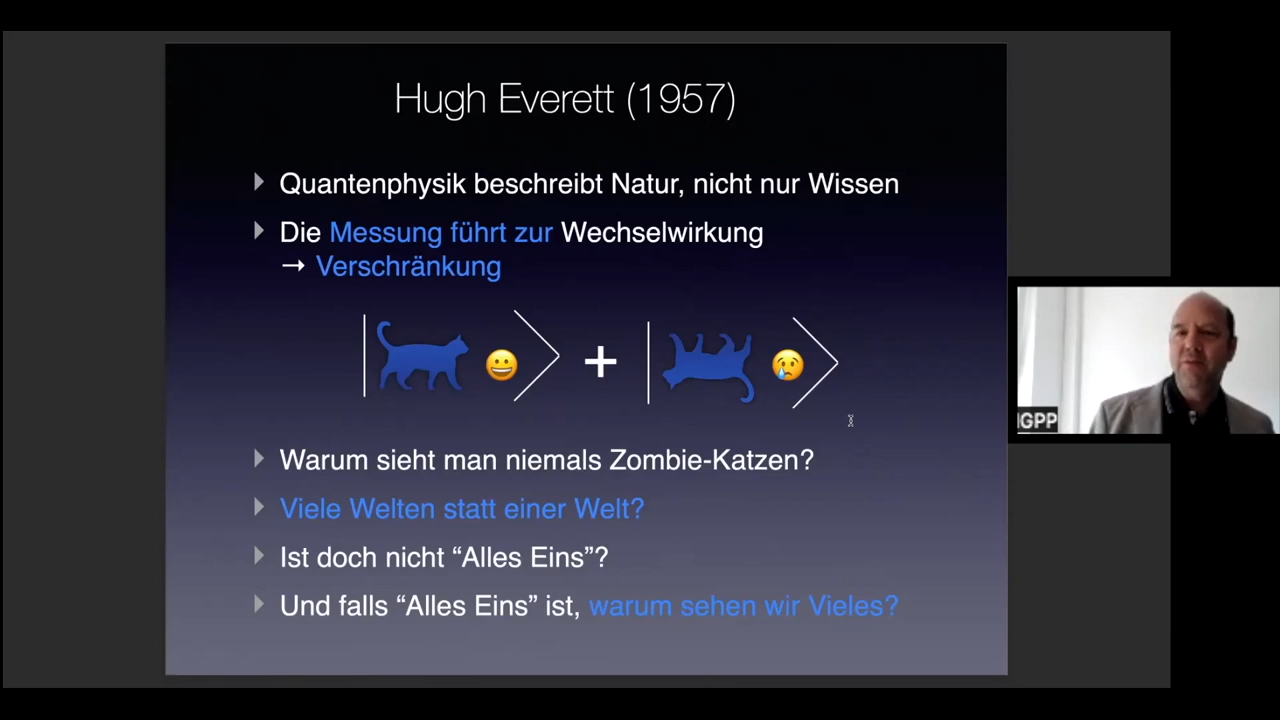 Hugh Everett (1957)
Quantenphysik beschreibt Natur, nicht nur Wissen
Die Messung führt zur Wechselwirkung
→ Verschränkung
+
Warum sieht man niemals Zombie-Katzen?
Viele Welten statt einer Welt?
Ist doch nicht “Alles Eins”?
Und falls “Alles Eins” ist, warum sehen wir Vieles?
IGPP